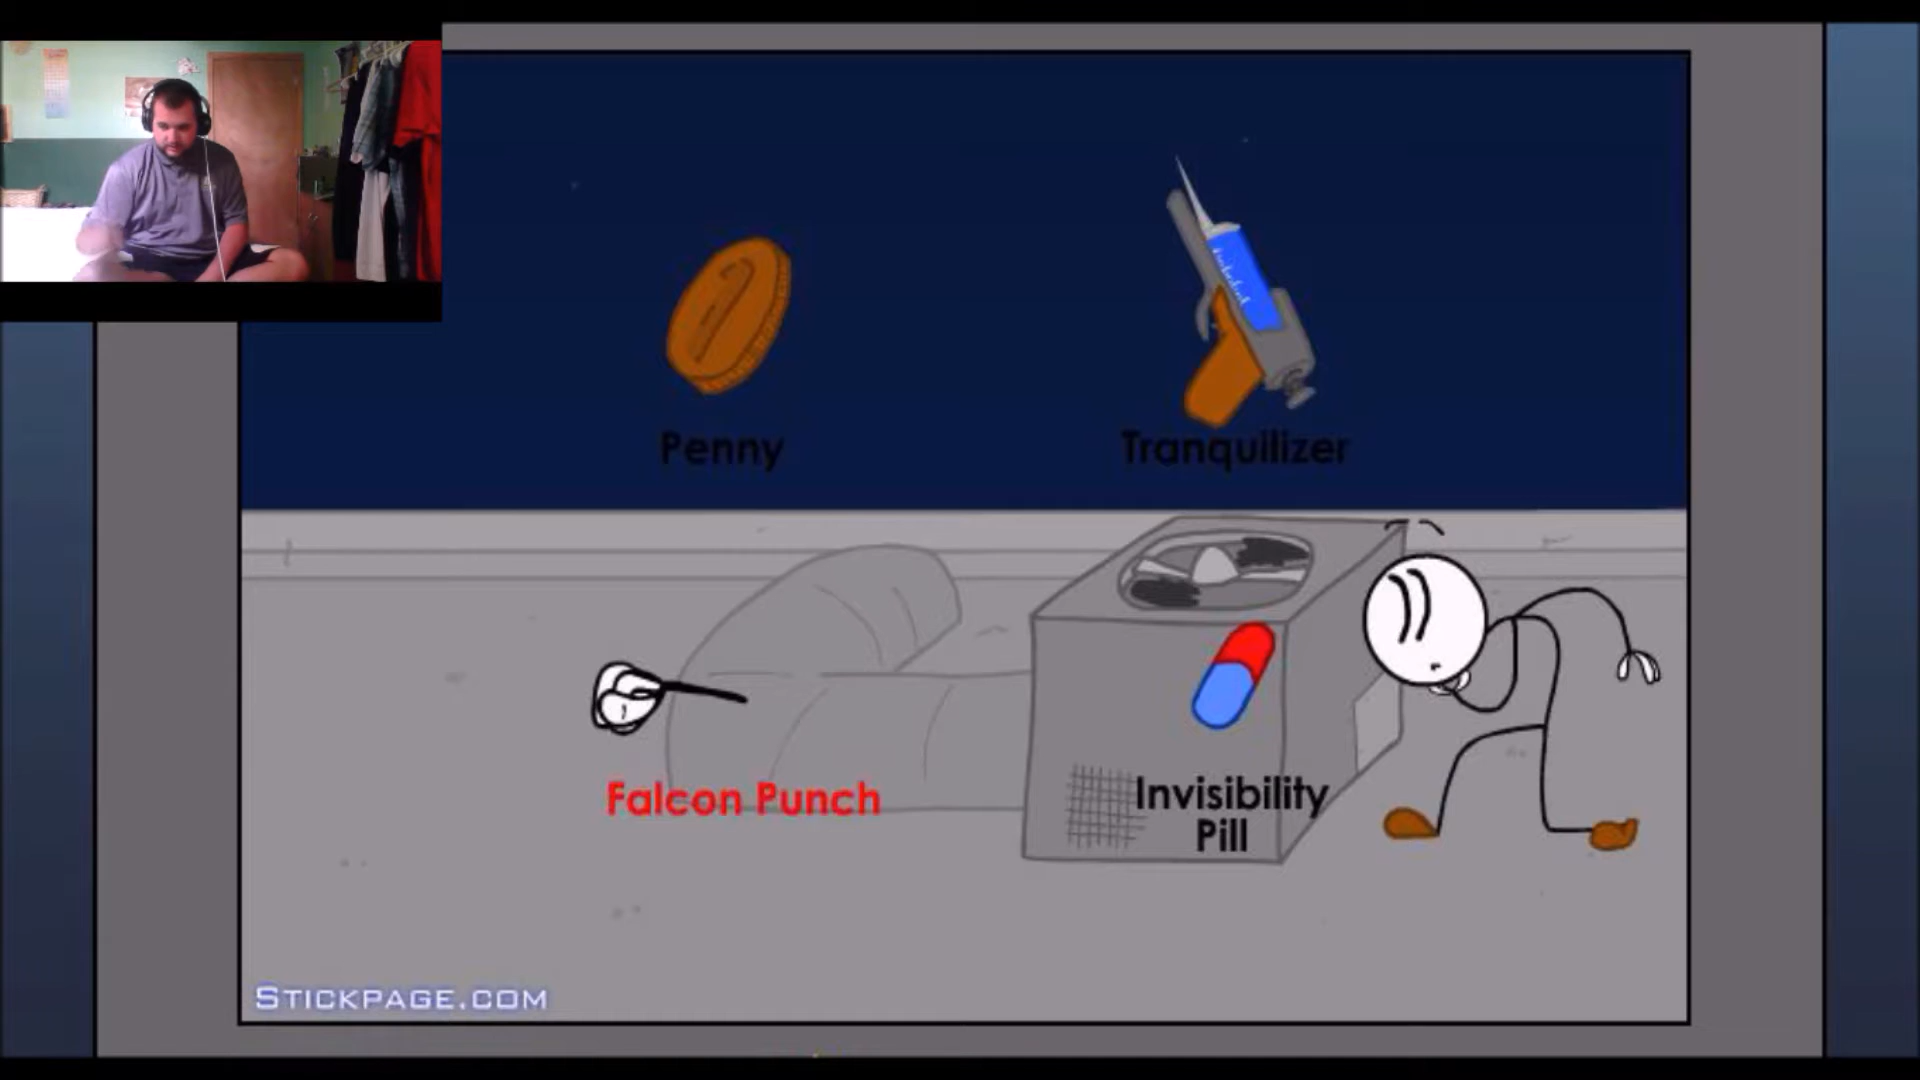 Penny
Tranquilizer
Falcon Punch
Invisibility
Pill
STICKPAGE.COM